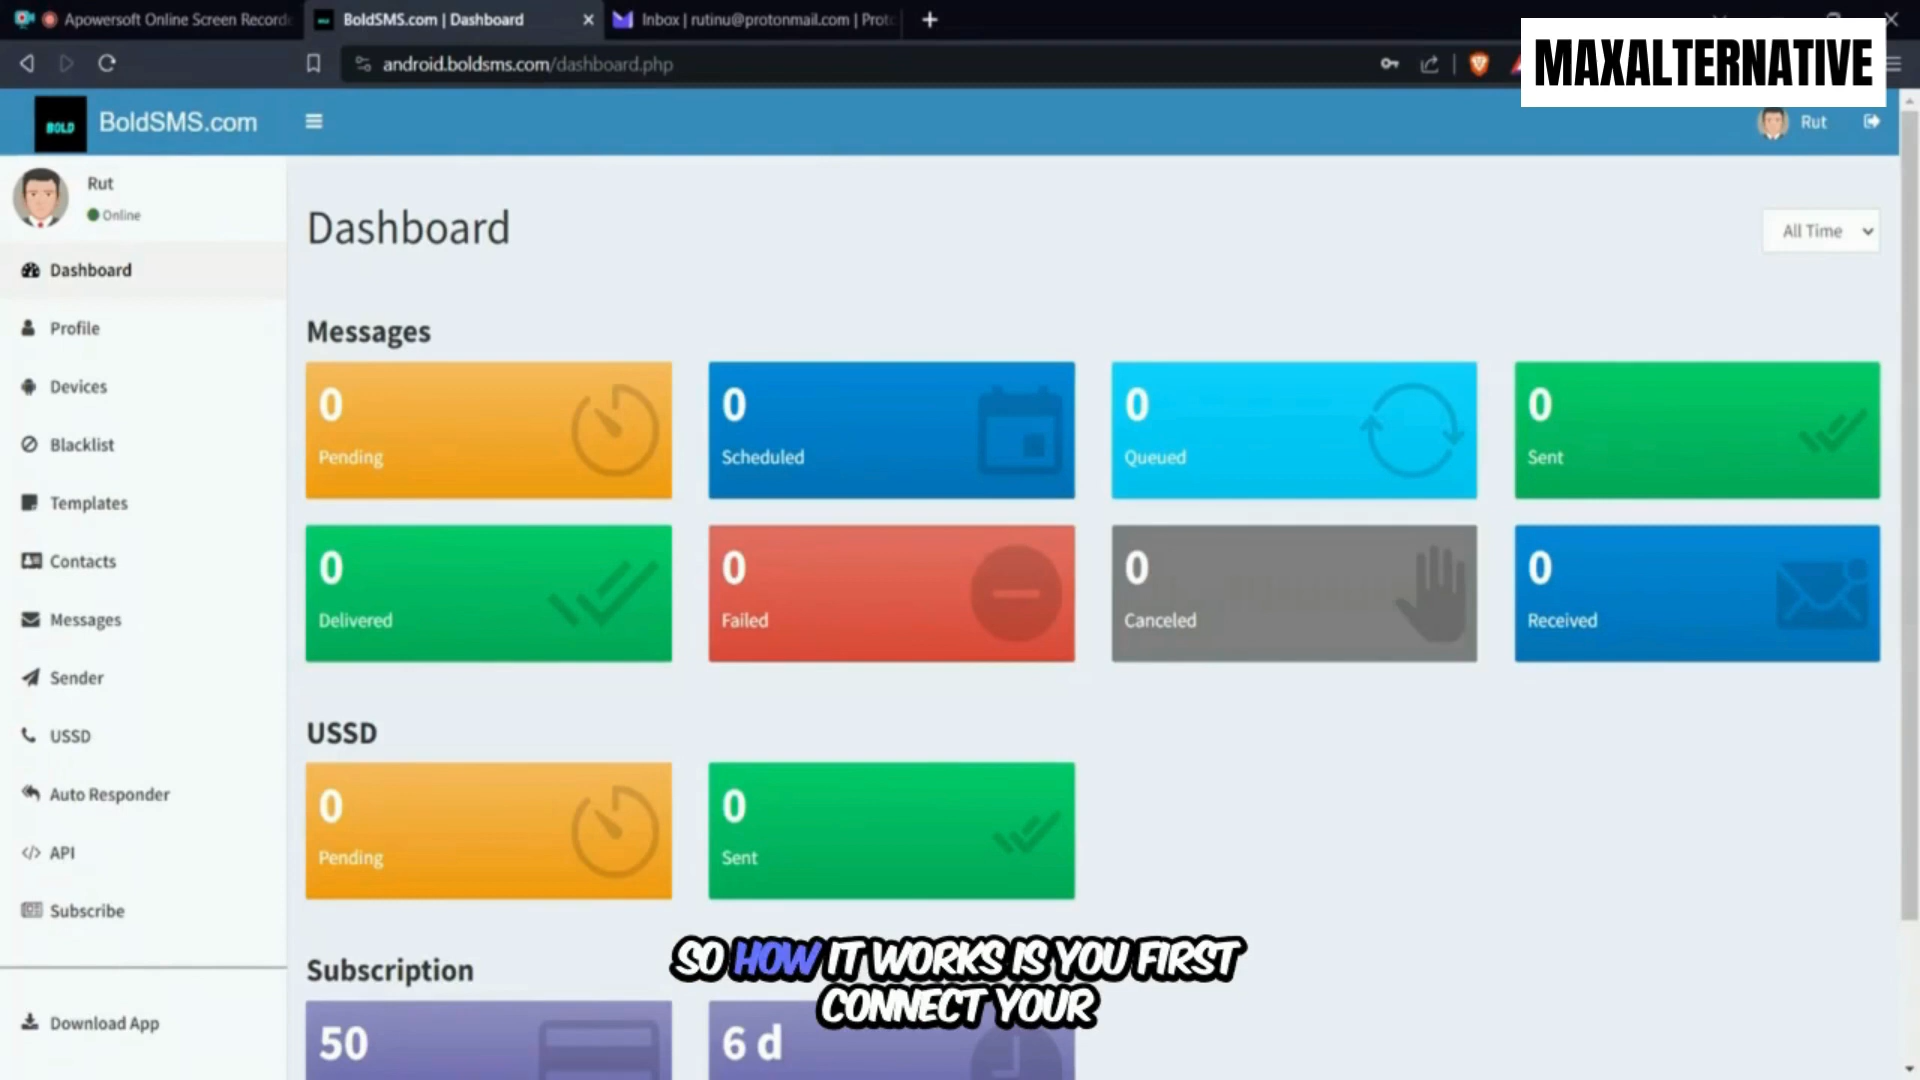 Apowersoft Online Screen Record
BoldSMS.com | Dashboard
Inbox | rutinu@protonmail.com | Prot
android.boldsms.com/dashboard.php
MAXALTERNATIVE
BOLD
BoldSMS.com
Rut
Rut
Online
Dashboard
Profile
Devices
Blacklist
Templates
Contacts
Messages
Sender
USSD
Auto Responder
API
Subscribe
Download App
Dashboard
All Time
Messages
0
Pending
0
Scheduled
0
Queued
0
Sent
0
Delivered
0
Failed
0
Canceled
0
Received
USSD
0
Pending
0
Sent
Subscription
50
6 d
SO HOW IT WORKS IS YOU FIRST
CONNECT YOUR